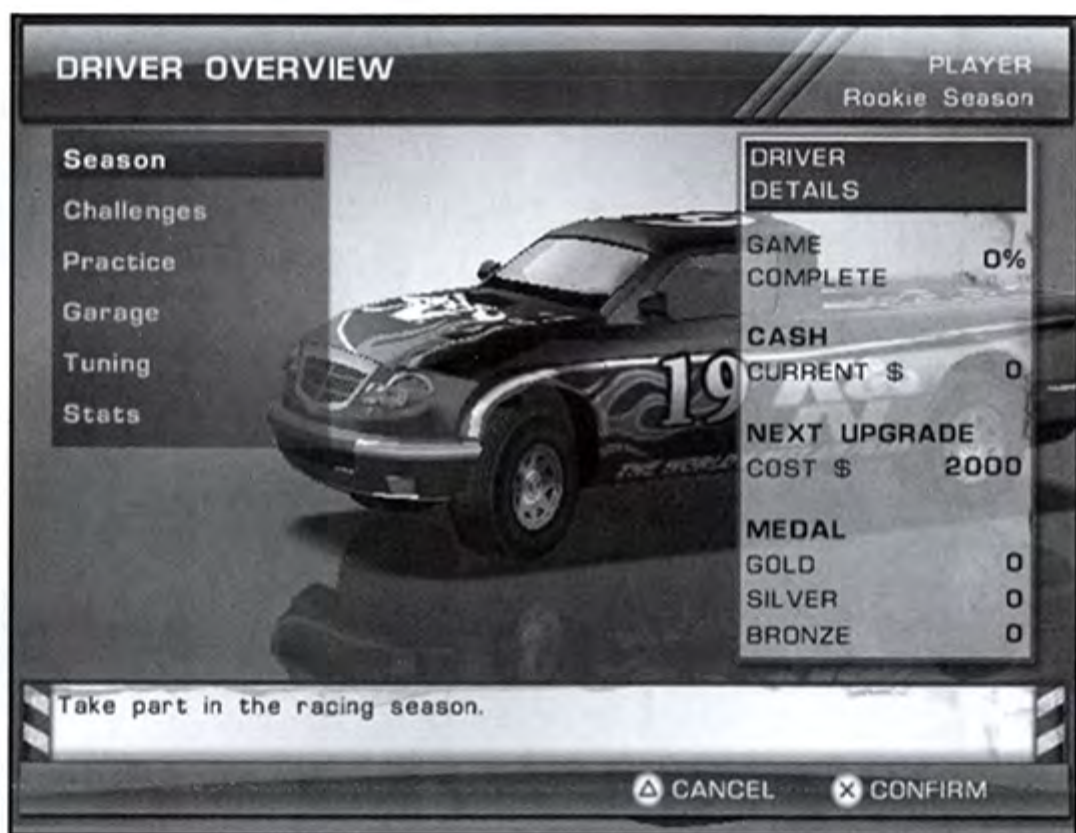 DRIVER OVERVIEW
PLAYER
Rookie Season
Season
Challenges
Practice
Garage
Tuning
Stats
DRIVER
DETAILS
GAME
COMPLETE
0%
CASH
CURRENT $ 0
NEXT UPGRADE
COST $ 2000
MEDAL
GOLD 0
SILVER 0
BRONZE 0
19
THE WORLD
Take part in the racing season.
CANCEL
CONFIRM